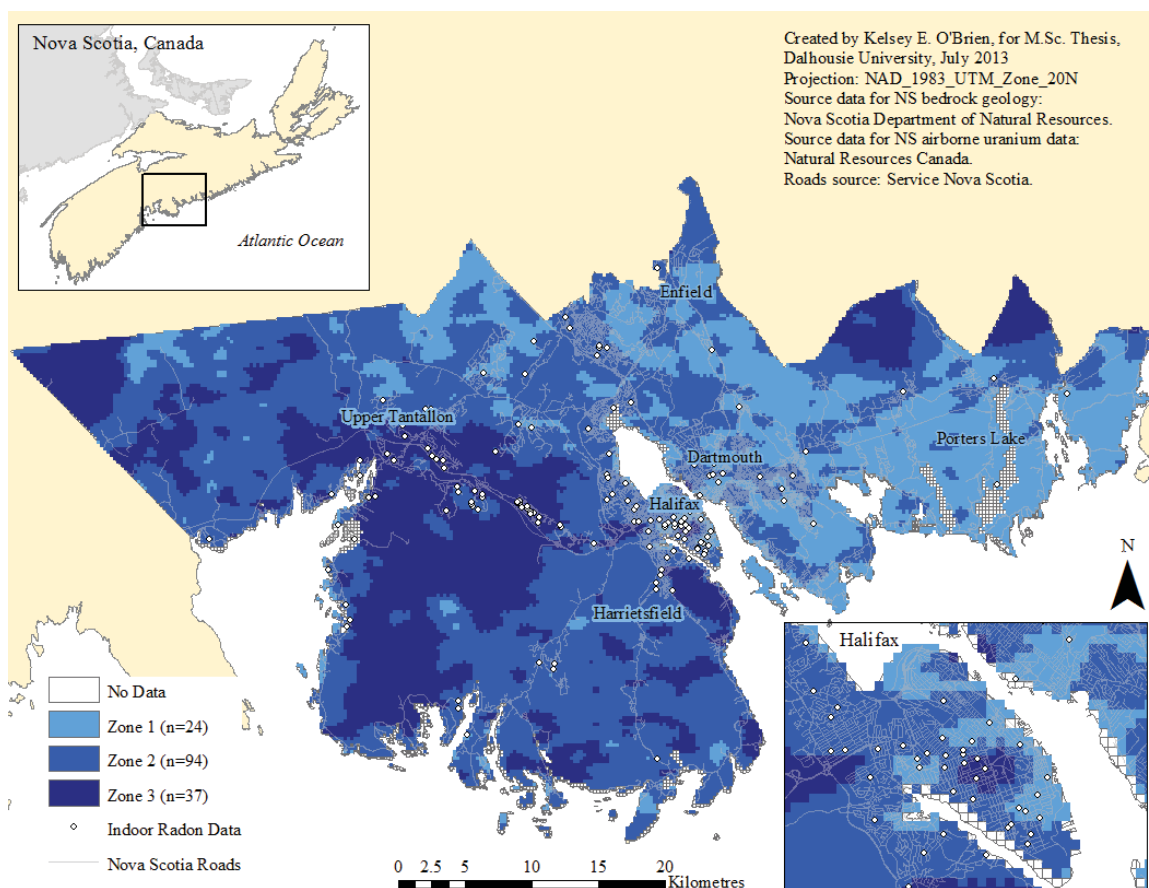 Nova Scotia, Canada
Atlantic Ocean
Created by Kelsey E. O'Brien, for M.Sc. Thesis,
Dalhousie University, July 2013
Projection: NAD_1983_UTM_Zone_20N
Source data for NS bedrock geology:
Nova Scotia Department of Natural Resources.
Source data for NS airborne uranium data:
Natural Resources Canada.
Roads source: Service Nova Scotia.
Enfield
Upper Tantallon
Porters Lake
Dartmouth
Halifax
Harrietsfield
N
Halifax
No Data
Zone 1 (n=24)
Zone 2 (n=94)
Zone 3 (n=37)
Indoor Radon Data
Nova Scotia Roads
0 2.5 5 10 15 20
Kilometres